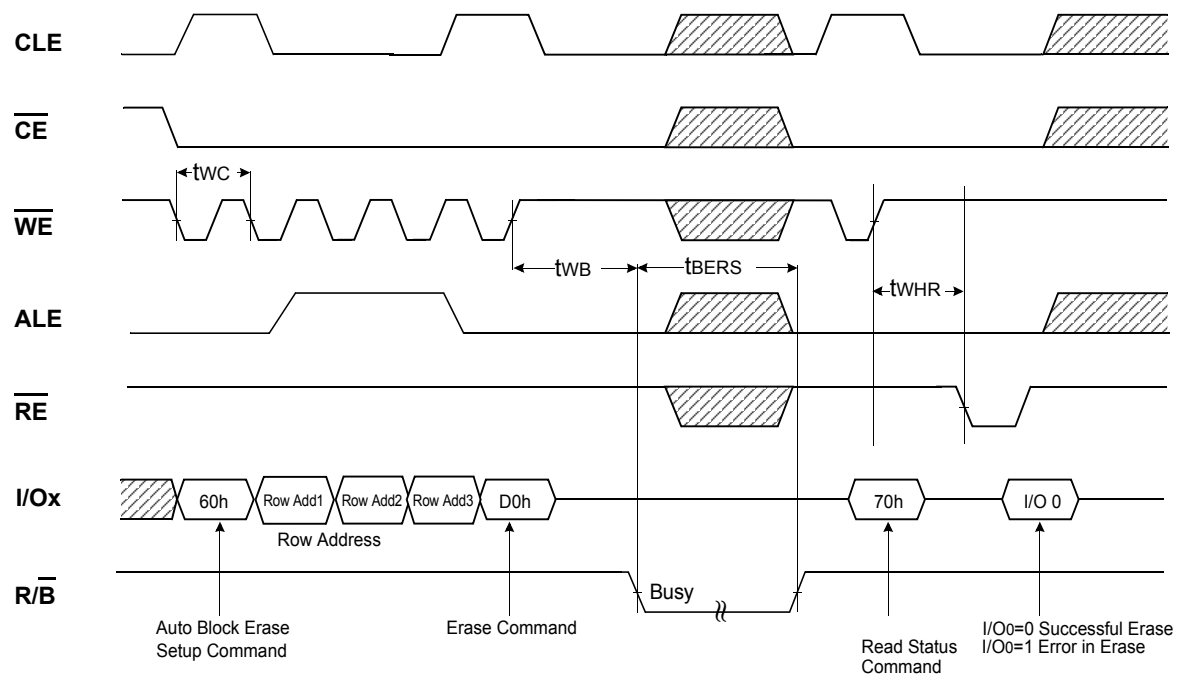 CLE
CE
tWC
WE
tWB
tBERS
tWHR
ALE
RE
I/Ox
60h
Row Add1
Row Add2
Row Add3
D0h
70h
I/O 0
Row Address
R/B
Busy
Auto Block Erase
Setup Command
Erase Command
Read Status
Command
I/O0=0 Successful Erase
I/O0=1 Error in Erase